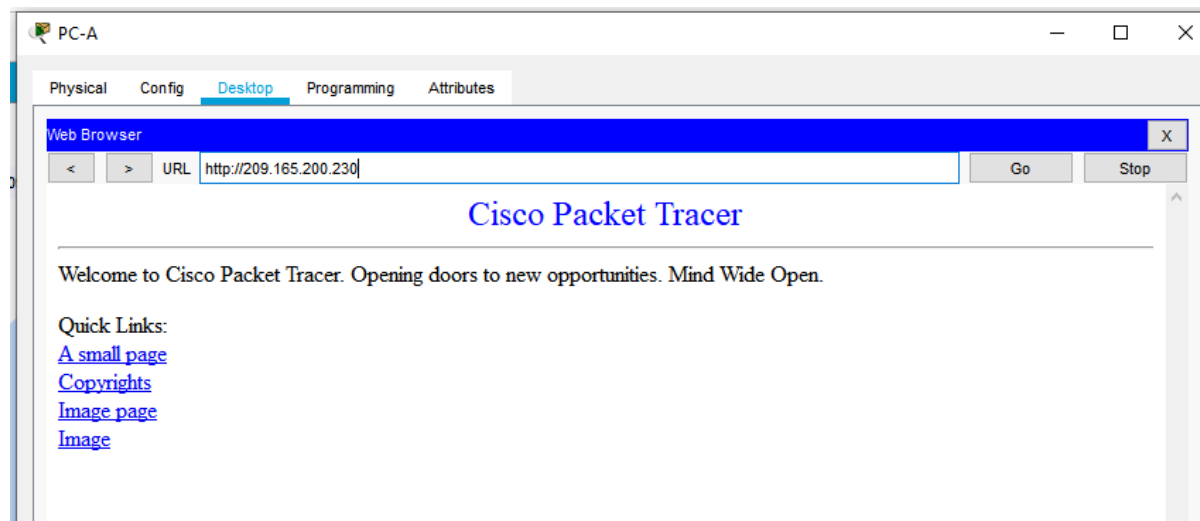 PC-A
Physical Config Desktop Programming Attributes
Web Browser
X
< > URL http://209.165.200.230 Go Stop
Cisco Packet Tracer
Welcome to Cisco Packet Tracer. Opening doors to new opportunities. Mind Wide Open.
Quick Links:
A small page
Copyrights
Image page
Image